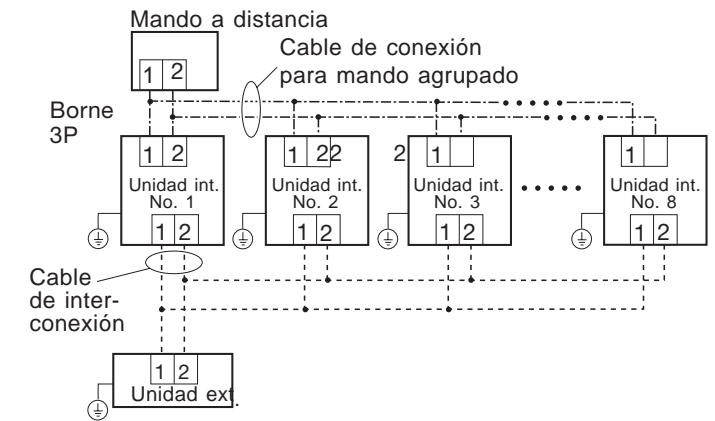 Mando a distancia
1 2
Cable de conexión
para mando agrupado
Borne
3P
1 2
1 22
2 1
1
Unidad int.
No. 1
Unidad int.
No. 2
Unidad int.
No. 3
Unidad int.
No. 8
1 2
1 2
1 2
1 2
Cable
de inter-
conexión
1 2
Unidad ext.